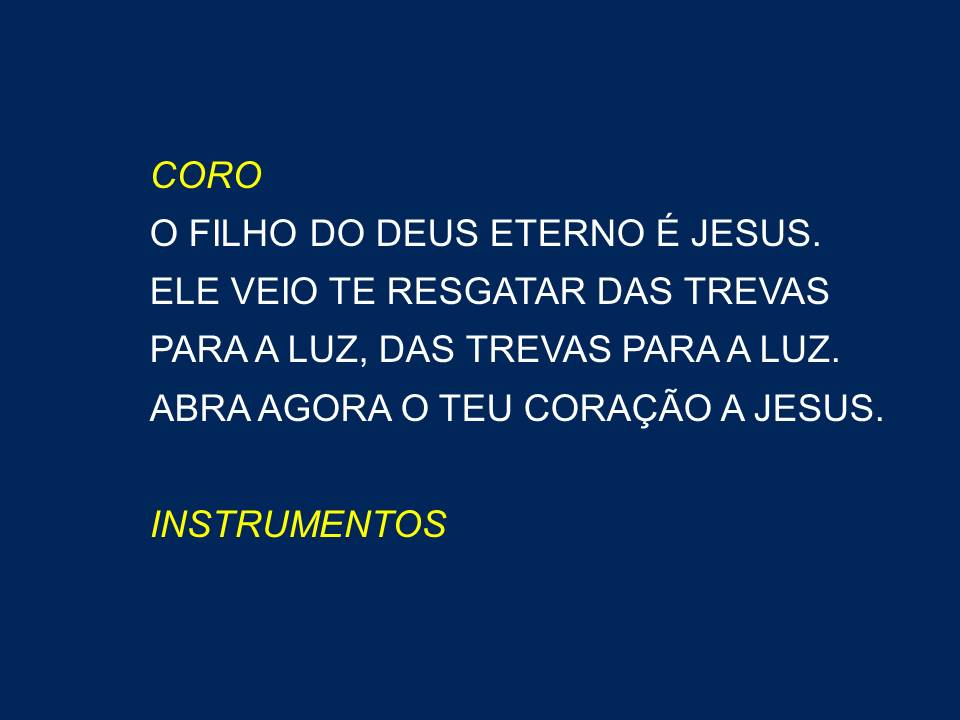 CORO
O FILHO DO DEUS ETERNO É JESUS.
ELE VEIO TE RESGATAR DAS TREVAS
PARA A LUZ, DAS TREVAS PARA A LUZ.
ABRA AGORA O TEU CORAÇÃO A JESUS.
INSTRUMENTOS